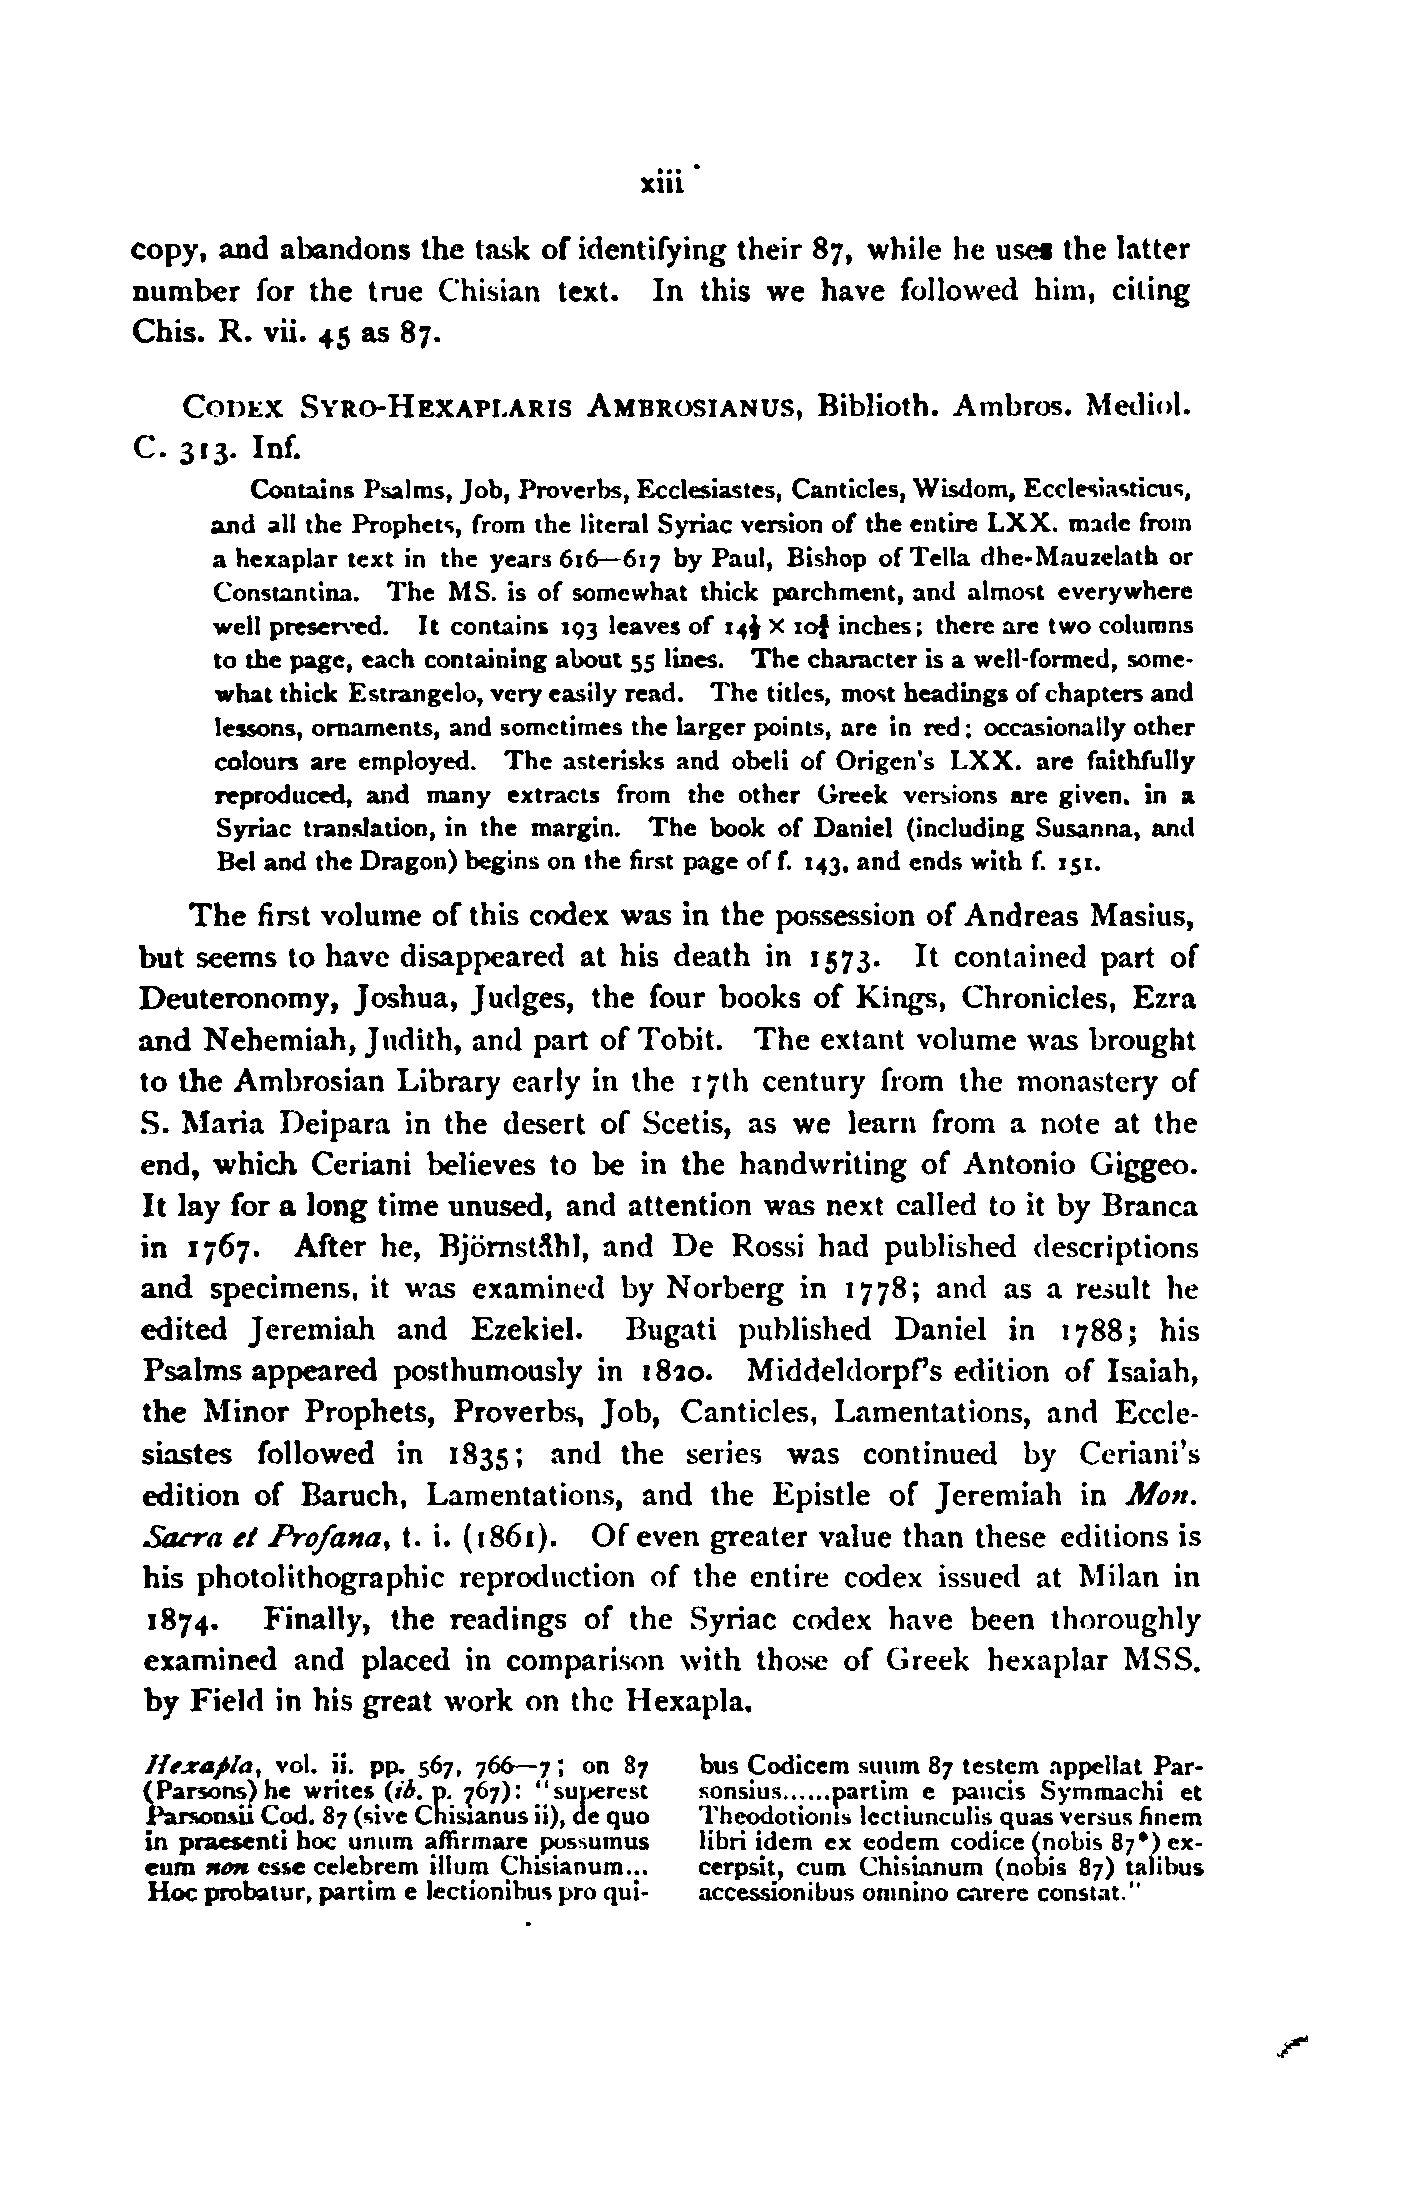 xiii
copy, and abandons the task of identifying their 87, while he uses the latter
number for the true Chisian text. In this we have followed him, citing
Chis. R. vii. 45 as 87.
CODEX SYRO-HEXAPLARIS AMBROSIANUS, Biblioth. Ambros. Mediol.
C. 313. Inf.
Contains Psalms, Job, Proverbs, Ecclesiastes, Canticles, Wisdom, Ecclesiasticus,
and all the Prophets, from the literal Syriac version of the entire LXX. made from
a hexaplar text in the years 616—617 by Paul, Bishop of Tella dhe-Mauzelath or
Constantina. The MS. is of somewhat thick parchment, and almost everywhere
well preserved. It contains 193 leaves of × inches; there are two columns
to the page, each containing about 55 lines. The character is a well-formed, some-
what thick Estrangelo, very easily read. The titles, most headings of chapters and
lessons, ornaments, and sometimes the larger points, are in red; occasionally other
colours are employed. The asterisks and obeli of Origen's LXX. are faithfully
reproduced, and many extracts from the other Greek versions are given, in a
Syriac translation, in the margin. The book of Daniel (including Susanna, and
Bel and the Dragon) begins on the first page of f. 143, and ends with f. 151.
The first volume of this codex was in the possession of Andreas Masius,
but seems to have disappeared at his death in 1573. It contained part of
Deuteronomy, Joshua, Judges, the four books of Kings, Chronicles, Ezra
and Nehemiah, Judith, and part of Tobit. The extant volume was brought
to the Ambrosian Library early in the 17th century from the monastery of
S. Maria Deipara in the desert of Scetis, as we learn from a note at the
end, which Ceriani believes to be in the handwriting of Antonio Giggeo.
It lay for a long time unused, and attention was next called to it by Branca
in 1767. After he, Björnståhl, and De Rossi had published descriptions
and specimens, it was examined by Norberg in 1778; and as a result he
edited Jeremiah and Ezekiel. Bugati published Daniel in 1788; his
Psalms appeared posthumously in 1820. Middeldorpf's edition of Isaiah,
the Minor Prophets, Proverbs, Job, Canticles, Lamentations, and Eccle-
siastes followed in 1835; and the series was continued by Ceriani's
edition of Baruch, Lamentations, and the Epistle of Jeremiah in Mon.
Sacra et Profana, t. i. (1861). Of even greater value than these editions is
his photolithographic reproduction of the entire codex issued at Milan in
1874. Finally, the readings of the Syriac codex have been thoroughly
examined and placed in comparison with those of Greek hexaplar MSS.
by Field in his great work on the Hexapla.
Hexapla, vol. ii. pp. 567, 766—7; on 87
(Parsons) he writes (ib. p. 767): "superest
Parsonsii Cod. 87 (sive Chisianus ii), de quo
in praesenti hoc unum affirmare possumus
eum non esse celebrem illum Chisianum...
Hoc probatur, partim e lectionibus pro qui-
bus Codicem suum 87 testem appellat Par-
sonsius......partim e paucis Symmachi et
Theodotionis lectiunculis quas versus finem
libri idem ex eodem codice (nobis 87*) ex-
cerpsit, cum Chisianum (nobis 87) talibus
accessionibus omnino carere constat."